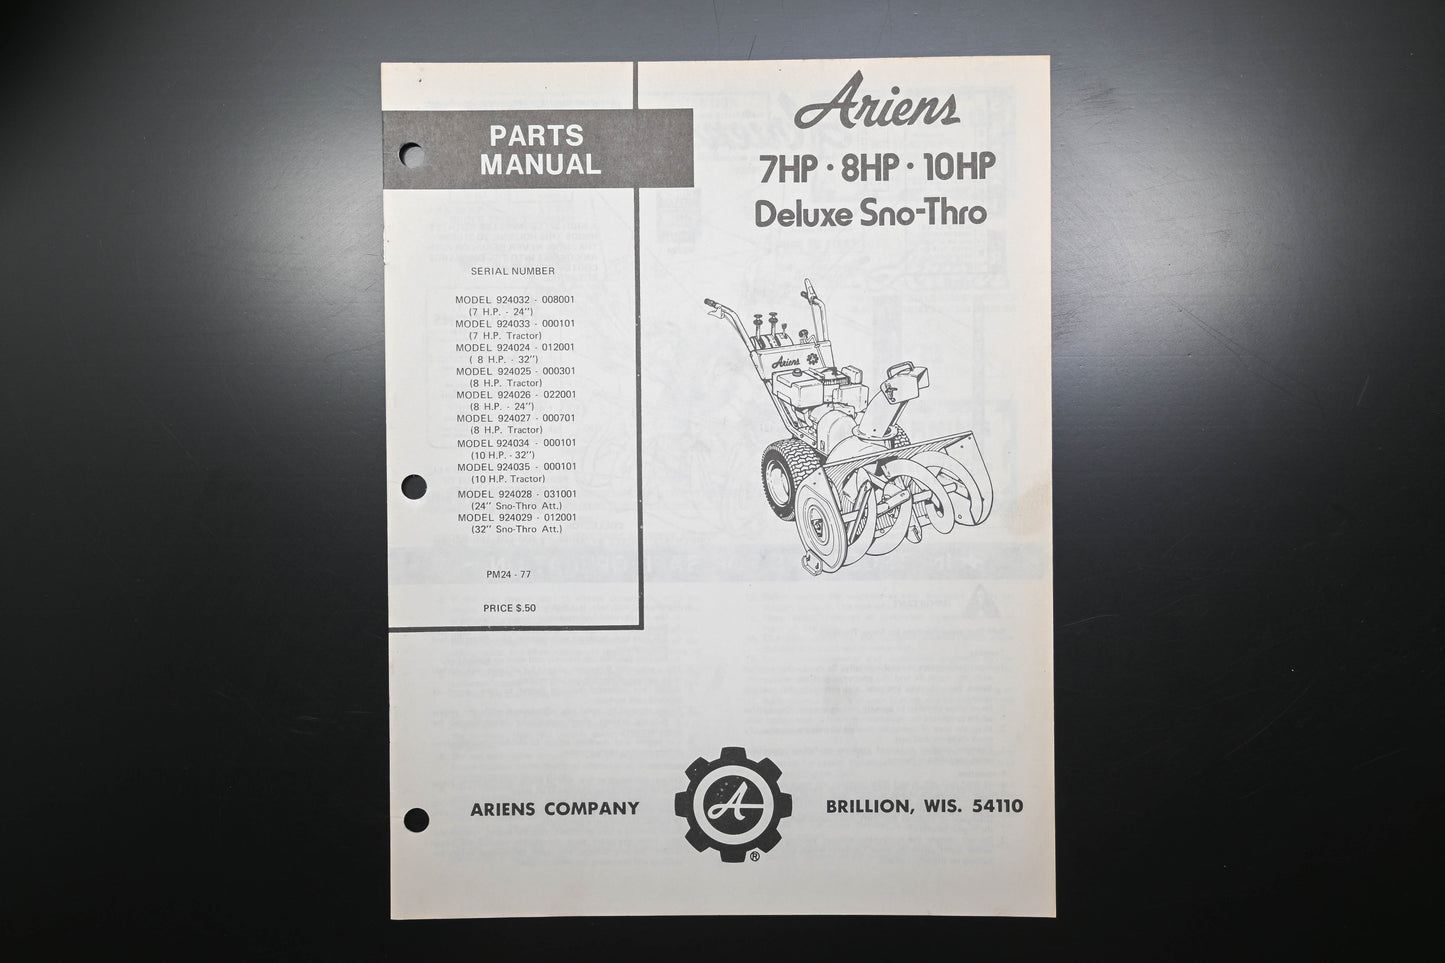 PARTS
MANUAL
SERIAL NUMBER
MODEL 924032 - 008001
(7 H.P. - 24")
MODEL 924033 - 000101
(7 H.P. Tractor)
MODEL 924024 - 012001
( 8 H.P. - 32")
MODEL 924025 - 000301
(8 H.P. Tractor)
MODEL 924026 - 022001
(8 H.P. - 24")
MODEL 924027 - 000701
(8 H.P. Tractor)
MODEL 924034 - 000101
(10 H.P. - 32")
MODEL 924035 - 000101
(10 H.P. Tractor)
MODEL 924028 - 031001
(24" Sno-Thro Att.)
MODEL 924029 - 012001
(32" Sno-Thro Att.)
PM24 - 77
PRICE $.50
Ariens
7HP · 8HP · 10HP
Deluxe Sno-Thro
Ariens
ARIENS COMPANY
A
®
BRILLION, WIS. 54110